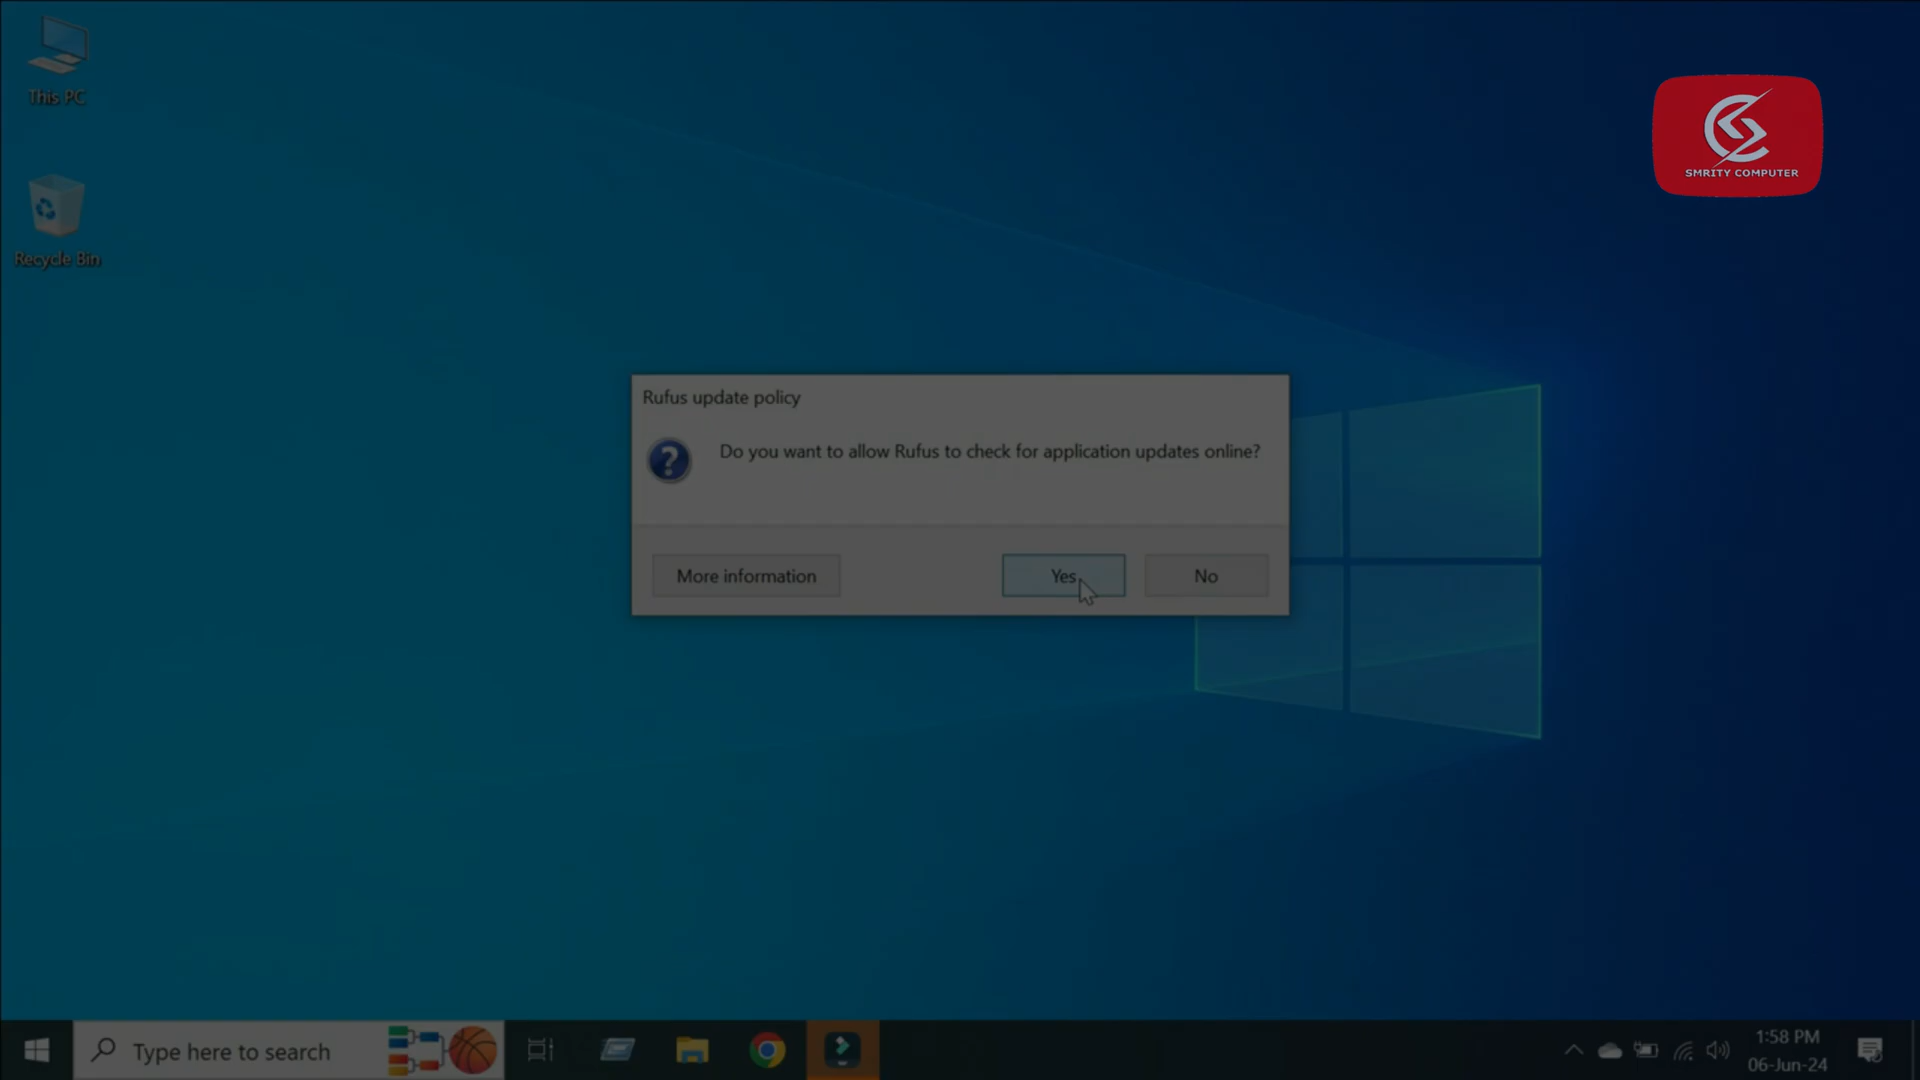 This PC
SMRITY COMPUTER
Recycle Bin
Rufus update policy
Do you want to allow Rufus to check for application updates online?
More information
Yes
No
Type here to search
1:58 PM
06-Jun-24